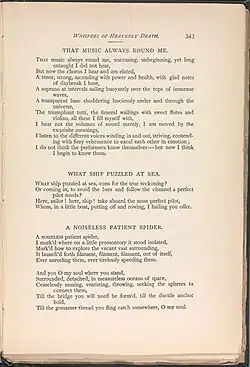 WHISPERS OF HEAVENLY DEATH. 343
THAT MUSIC ALWAYS ROUND ME.
THAT music always round me, unceasing, unbeginning, yet long
untaught I did not hear,
But now the chorus I hear and am elated,
A tenor, strong, ascending with power and health, with glad notes
of daybreak I hear,
A soprano at intervals sailing buoyantly over the tops of immense
waves,
A transparent base shuddering lusciously under and through the
universe,
The triumphant tutti, the funeral wailings with sweet flutes and
violins, all these I fill myself with,
I hear not the volumes of sound merely, I am moved by the
exquisite meanings,
I listen to the different voices winding in and out, striving, contend-
ing with fiery vehemence to excel each other in emotion;
I do not think the performers know themselves—but now I think
I begin to know them.
WHAT SHIP PUZZLED AT SEA.
WHAT ship puzzled at sea, cons for the true reckoning?
Or coming in, to avoid the bars and follow the channel a perfect
pilot needs?
Here, sailor! here, ship! take aboard the most perfect pilot,
Whom, in a little boat, putting off and rowing, I hailing you offer.
A NOISELESS PATIENT SPIDER.
A NOISELESS patient spider,
I mark'd where on a little promontory it stood isolated,
Mark'd how to explore the vacant vast surrounding,
It launch'd forth filament, filament, filament, out of itself,
Ever unreeling them, ever tirelessly speeding them.
And you O my soul where you stand,
Surrounded, detached, in measureless oceans of space,
Ceaselessly musing, venturing, throwing, seeking the spheres to
connect them,
Till the bridge you will need be form'd, till the ductile anchor
hold,
Till the gossamer thread you fling catch somewhere, O my soul.